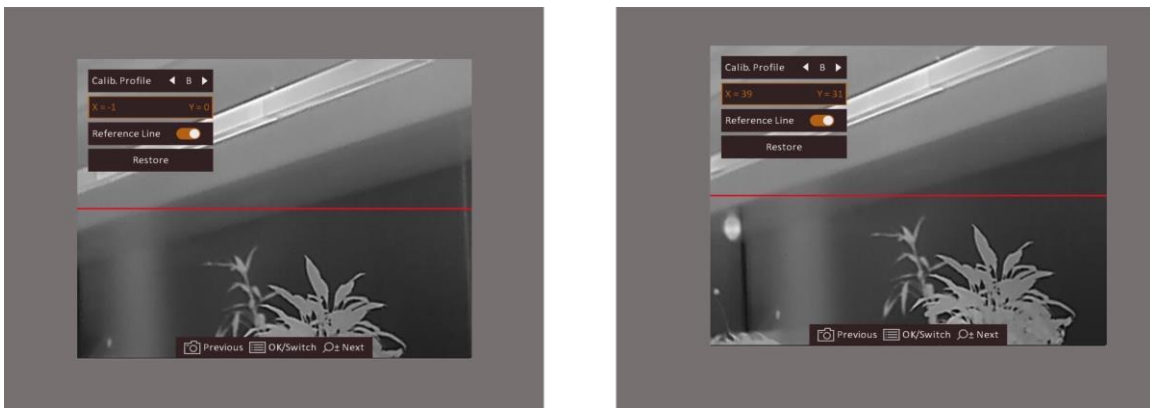 Calib. Profile B
X = -1 Y = 0
Reference Line
Restore
Previous OK/Switch ± Next
Calib. Profile B
X = 39 Y = 31
Reference Line
Restore
Previous OK/Switch ± Next